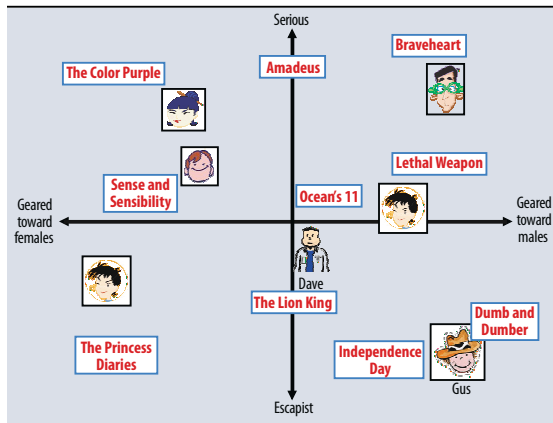 Serious
Braveheart
Amadeus
The Color Purple
Lethal Weapon
Sense and
Sensibility
Ocean's 11
Geared
toward
females
Geared
toward
males
Dave
The Lion King
Dumb and
Dumber
The Princess
Diaries
Independence
Day
Gus
Escapist